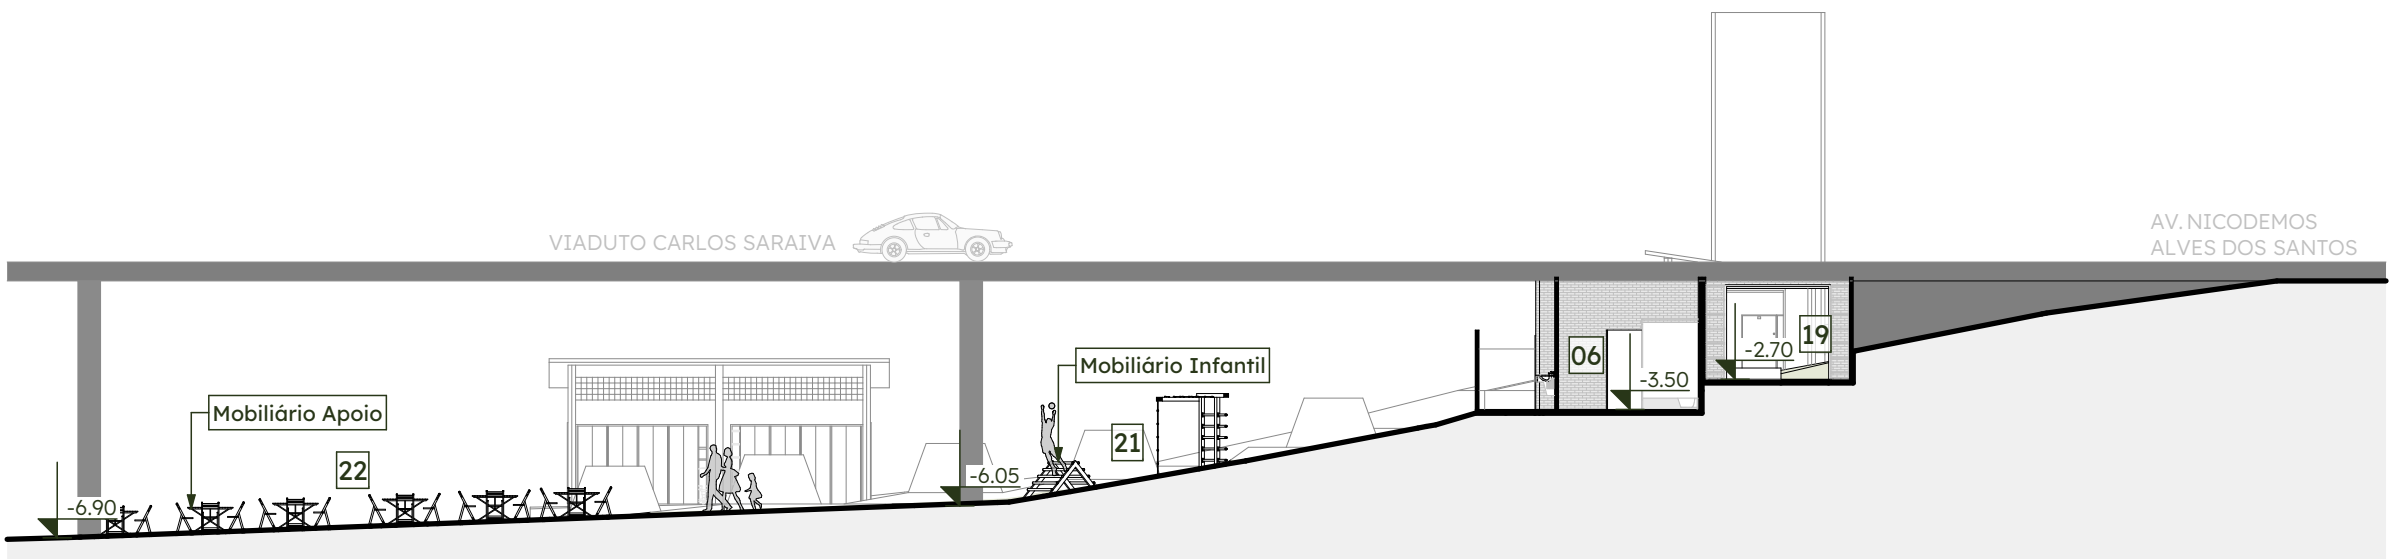 AV. NICODEMOS
ALVES DOS SANTOS
VIADUTO CARLOS SARAIVA
19
-2.70
06
-3.50
Mobiliário Infantil
21
-6.05
Mobiliário Apoio
22
-6.90